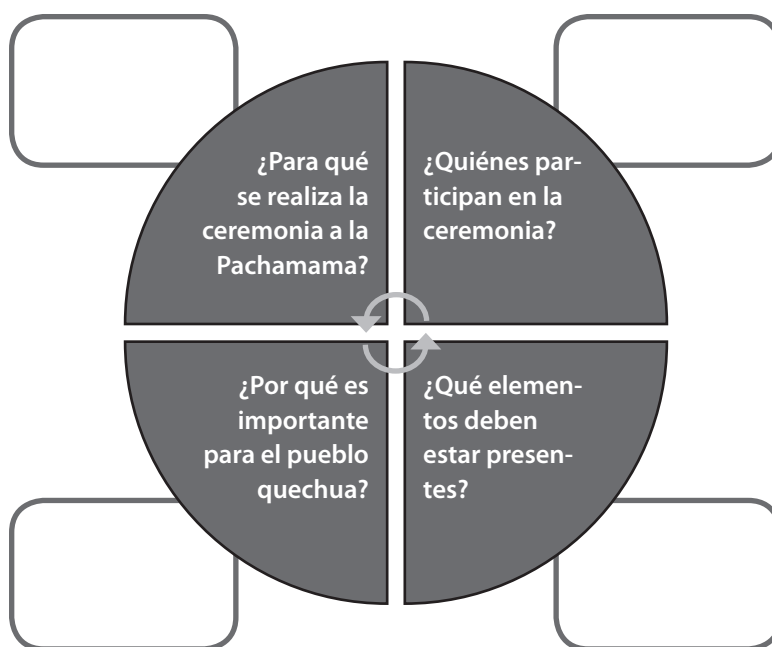 ¿Para qué
se realiza la
ceremonia a la
Pachamama?
¿Quiénes par-
ticipan en la
ceremonia?
¿Por qué es
importante
para el pueblo
quechua?
¿Qué elemen-
tos deben
estar presen-
tes?